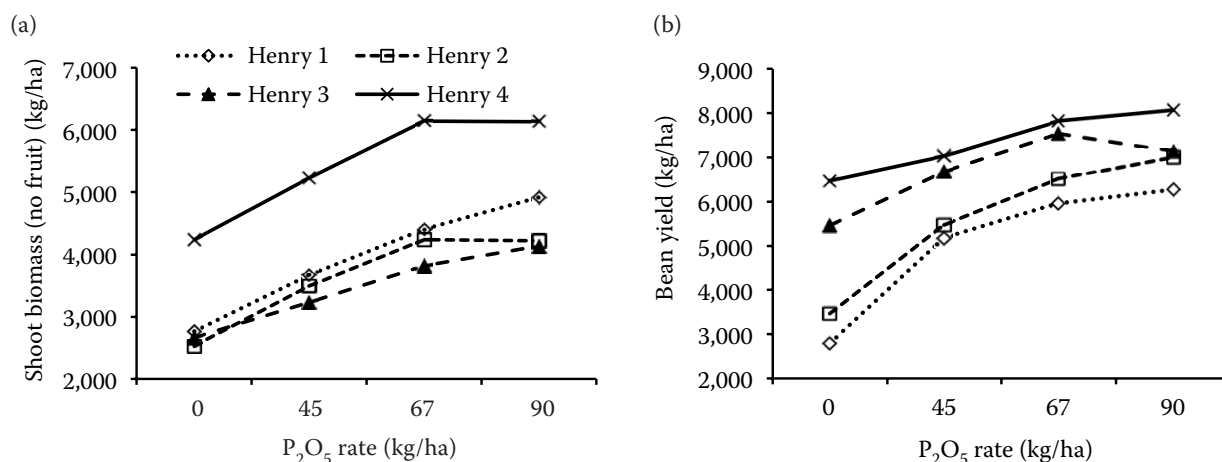 (a)
Henry 1 Henry 2
Henry 3 Henry 4
Shoot biomass (no fruit) (kg/ha)
7,000
6,000
5,000
4,000
3,000
2,000
0 45 67 90
P₂O₅ rate (kg/ha)
(b)
Bean yield (kg/ha)
9,000
8,000
7,000
6,000
5,000
4,000
3,000
2,000
0 45 67 90
P₂O₅ rate (kg/ha)